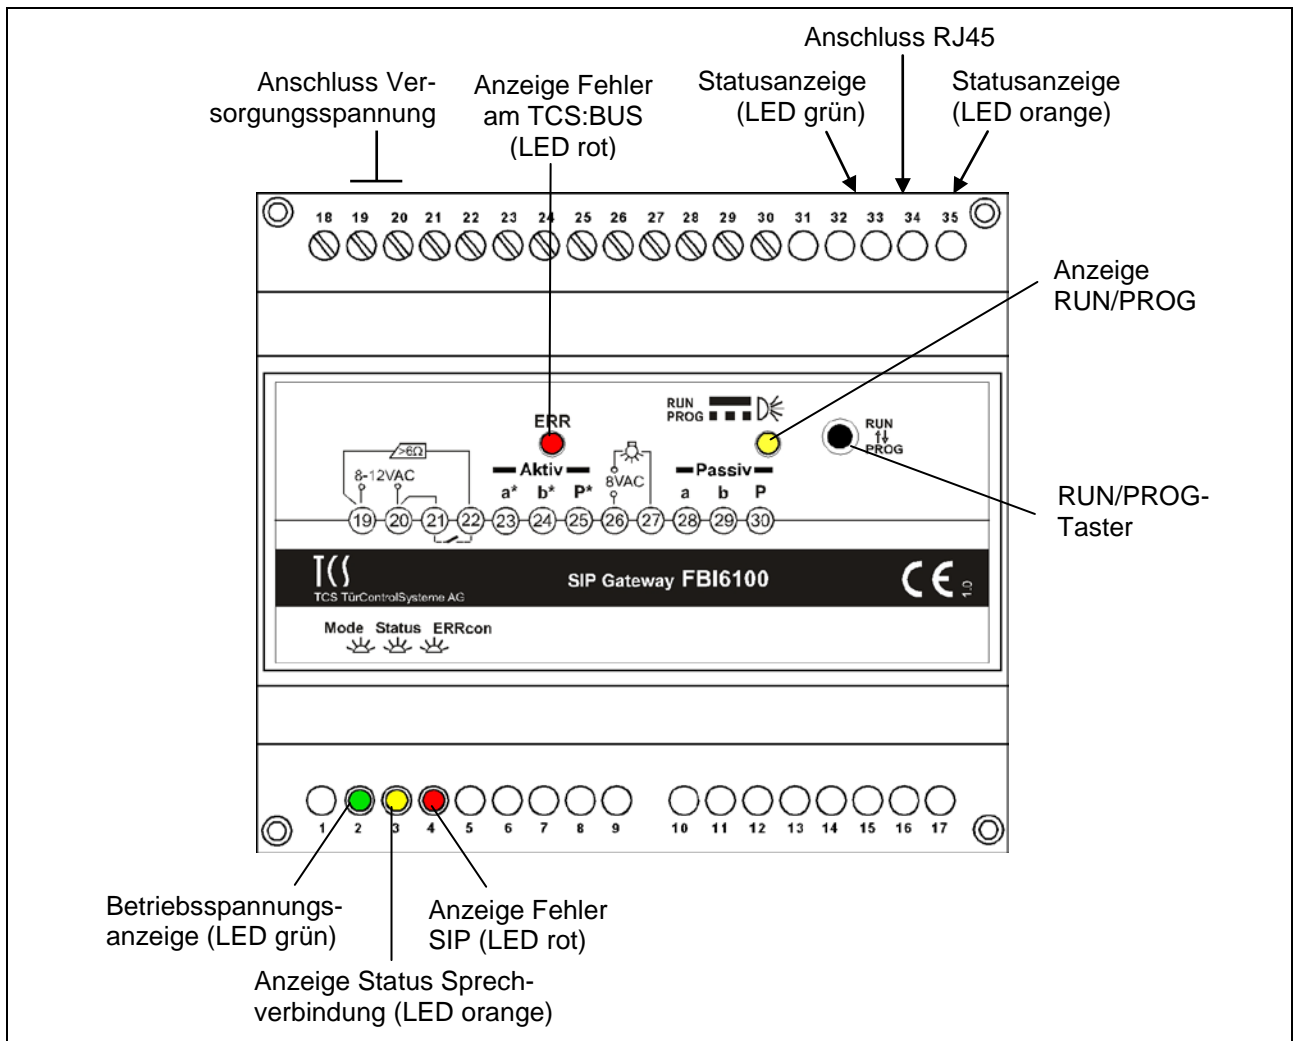 Anschluss RJ45
Anschluss Ver-
sorgungsspannung
Anzeige Fehler
am TCS:BUS
(LED rot)
Statusanzeige
(LED grün)
Statusanzeige
(LED orange)
18 19 20 21 22 23 24 25 26 27 28 29 30 31 32 33 34 35
Anzeige
RUN/PROG
RUN
PROG
ERR
RUN
PROG
>6Ω
8-12VAC
Aktiv
a* b* P*
8VAC
Passiv
a b P
19 20 21 22 23 24 25 26 27 28 29 30
RUN/PROG-
Taster
TCS
TCS TürControlSysteme AG
SIP Gateway FBI6100
CE 1.0
Mode Status ERRcon
1 2 3 4 5 6 7 8 9 10 11 12 13 14 15 16 17
Betriebsspannungs-
anzeige (LED grün)
Anzeige Fehler
SIP (LED rot)
Anzeige Status Sprech-
verbindung (LED orange)